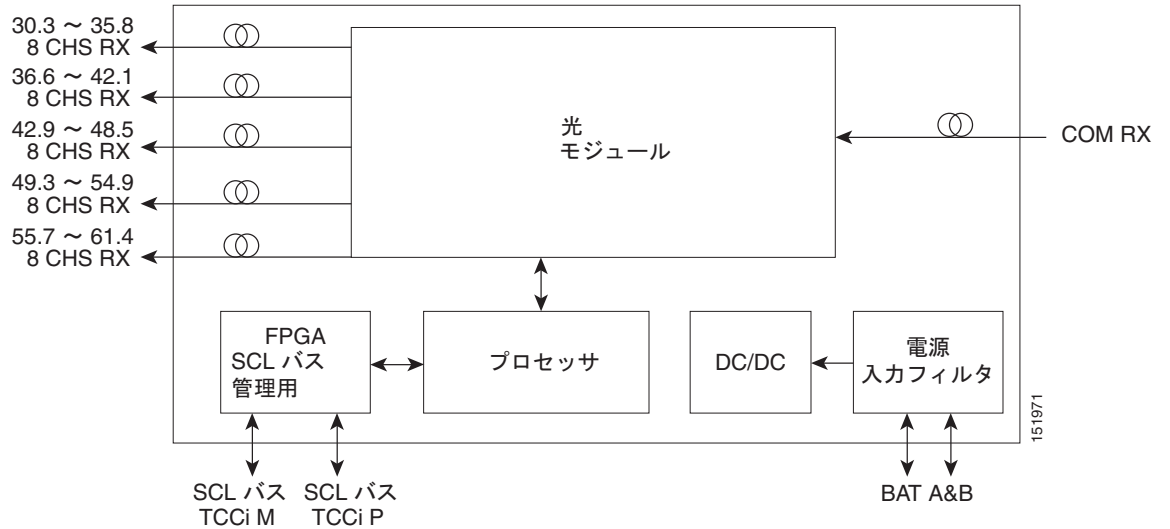 30.3 ～ 35.8
8 CHS RX
36.6 ～ 42.1
8 CHS RX
42.9 ～ 48.5
8 CHS RX
49.3 ～ 54.9
8 CHS RX
55.7 ～ 61.4
8 CHS RX
光
モジュール
COM RX
FPGA
SCL バス
管理用
プロセッサ
DC/DC
電源
入力フィルタ
SCL バス
TCCi M
SCL バス
TCCi P
BAT A&B
151971